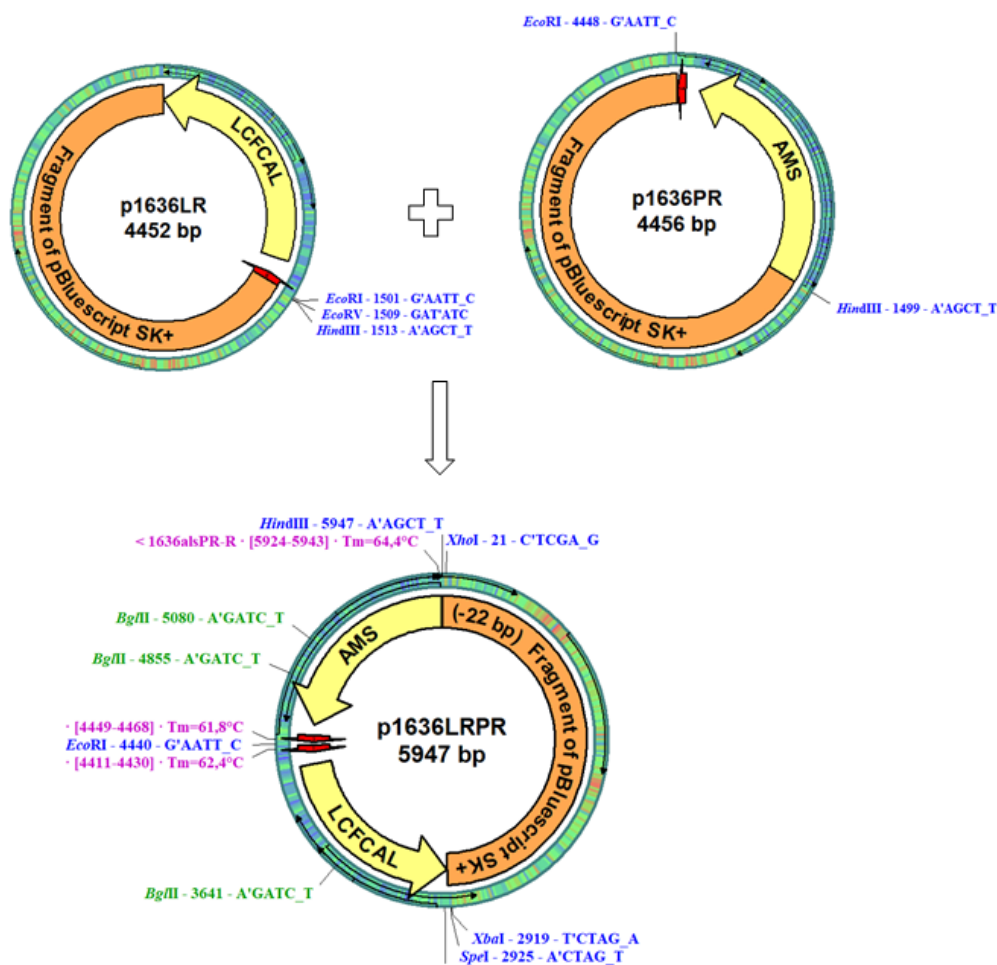 EcoRI - 4448 - G'AATT_C
LCFCAL
Fragment of pBluescript SK+
p1636LR
4452 bp
EcoRI - 1501 - G'AATT_C
EcoRV - 1509 - GAT'ATC
HindIII - 1513 - A'AGCT_T
AMS
Fragment of pBluescript SK+
p1636PR
4456 bp
HindIII - 1499 - A'AGCT_T
HindIII - 5947 - A'AGCT_T
< 1636alsPR-R · [5924-5943] · Tm=64,4°C
XhoI - 21 - C'TCGA_G
BglII - 5080 - A'GATC_T
BglII - 4855 - A'GATC_T
AMS
(-22 bp) Fragment of pBluescript SK+
p1636LRPR
5947 bp
· [4449-4468] · Tm=61,8°C
EcoRI - 4440 - G'AATT_C
· [4411-4430] · Tm=62,4°C
LCFCAL
BglII - 3641 - A'GATC_T
XbaI - 2919 - T'CTAG_A
SpeI - 2925 - A'CTAG_T